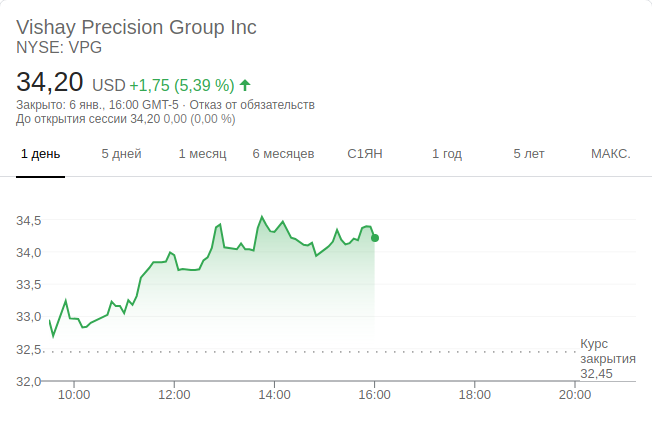 Vishay Precision Group Inc
NYSE: VPG
34,20 USD +1,75 (5,39 %)
Закрыто: 6 янв., 16:00 GMT-5 · Отказ от обязательств
До открытия сессии 34,20 0,00 (0,00 %)
1 день 5 дней 1 месяц 6 месяцев С1ЯН 1 год 5 лет МАКС.
34,5
34,0
33,5
33,0
32,5
32,0
Курс
закрытия
32,45
10:00 12:00 14:00 16:00 18:00 20:00